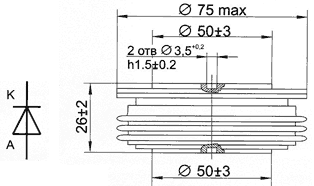 ⌀ 75 max
⌀ 50±3
2 отв ⌀ 3,5⁺⁰·²
h1.5±0.2
K
A
26±2
⌀ 50±3